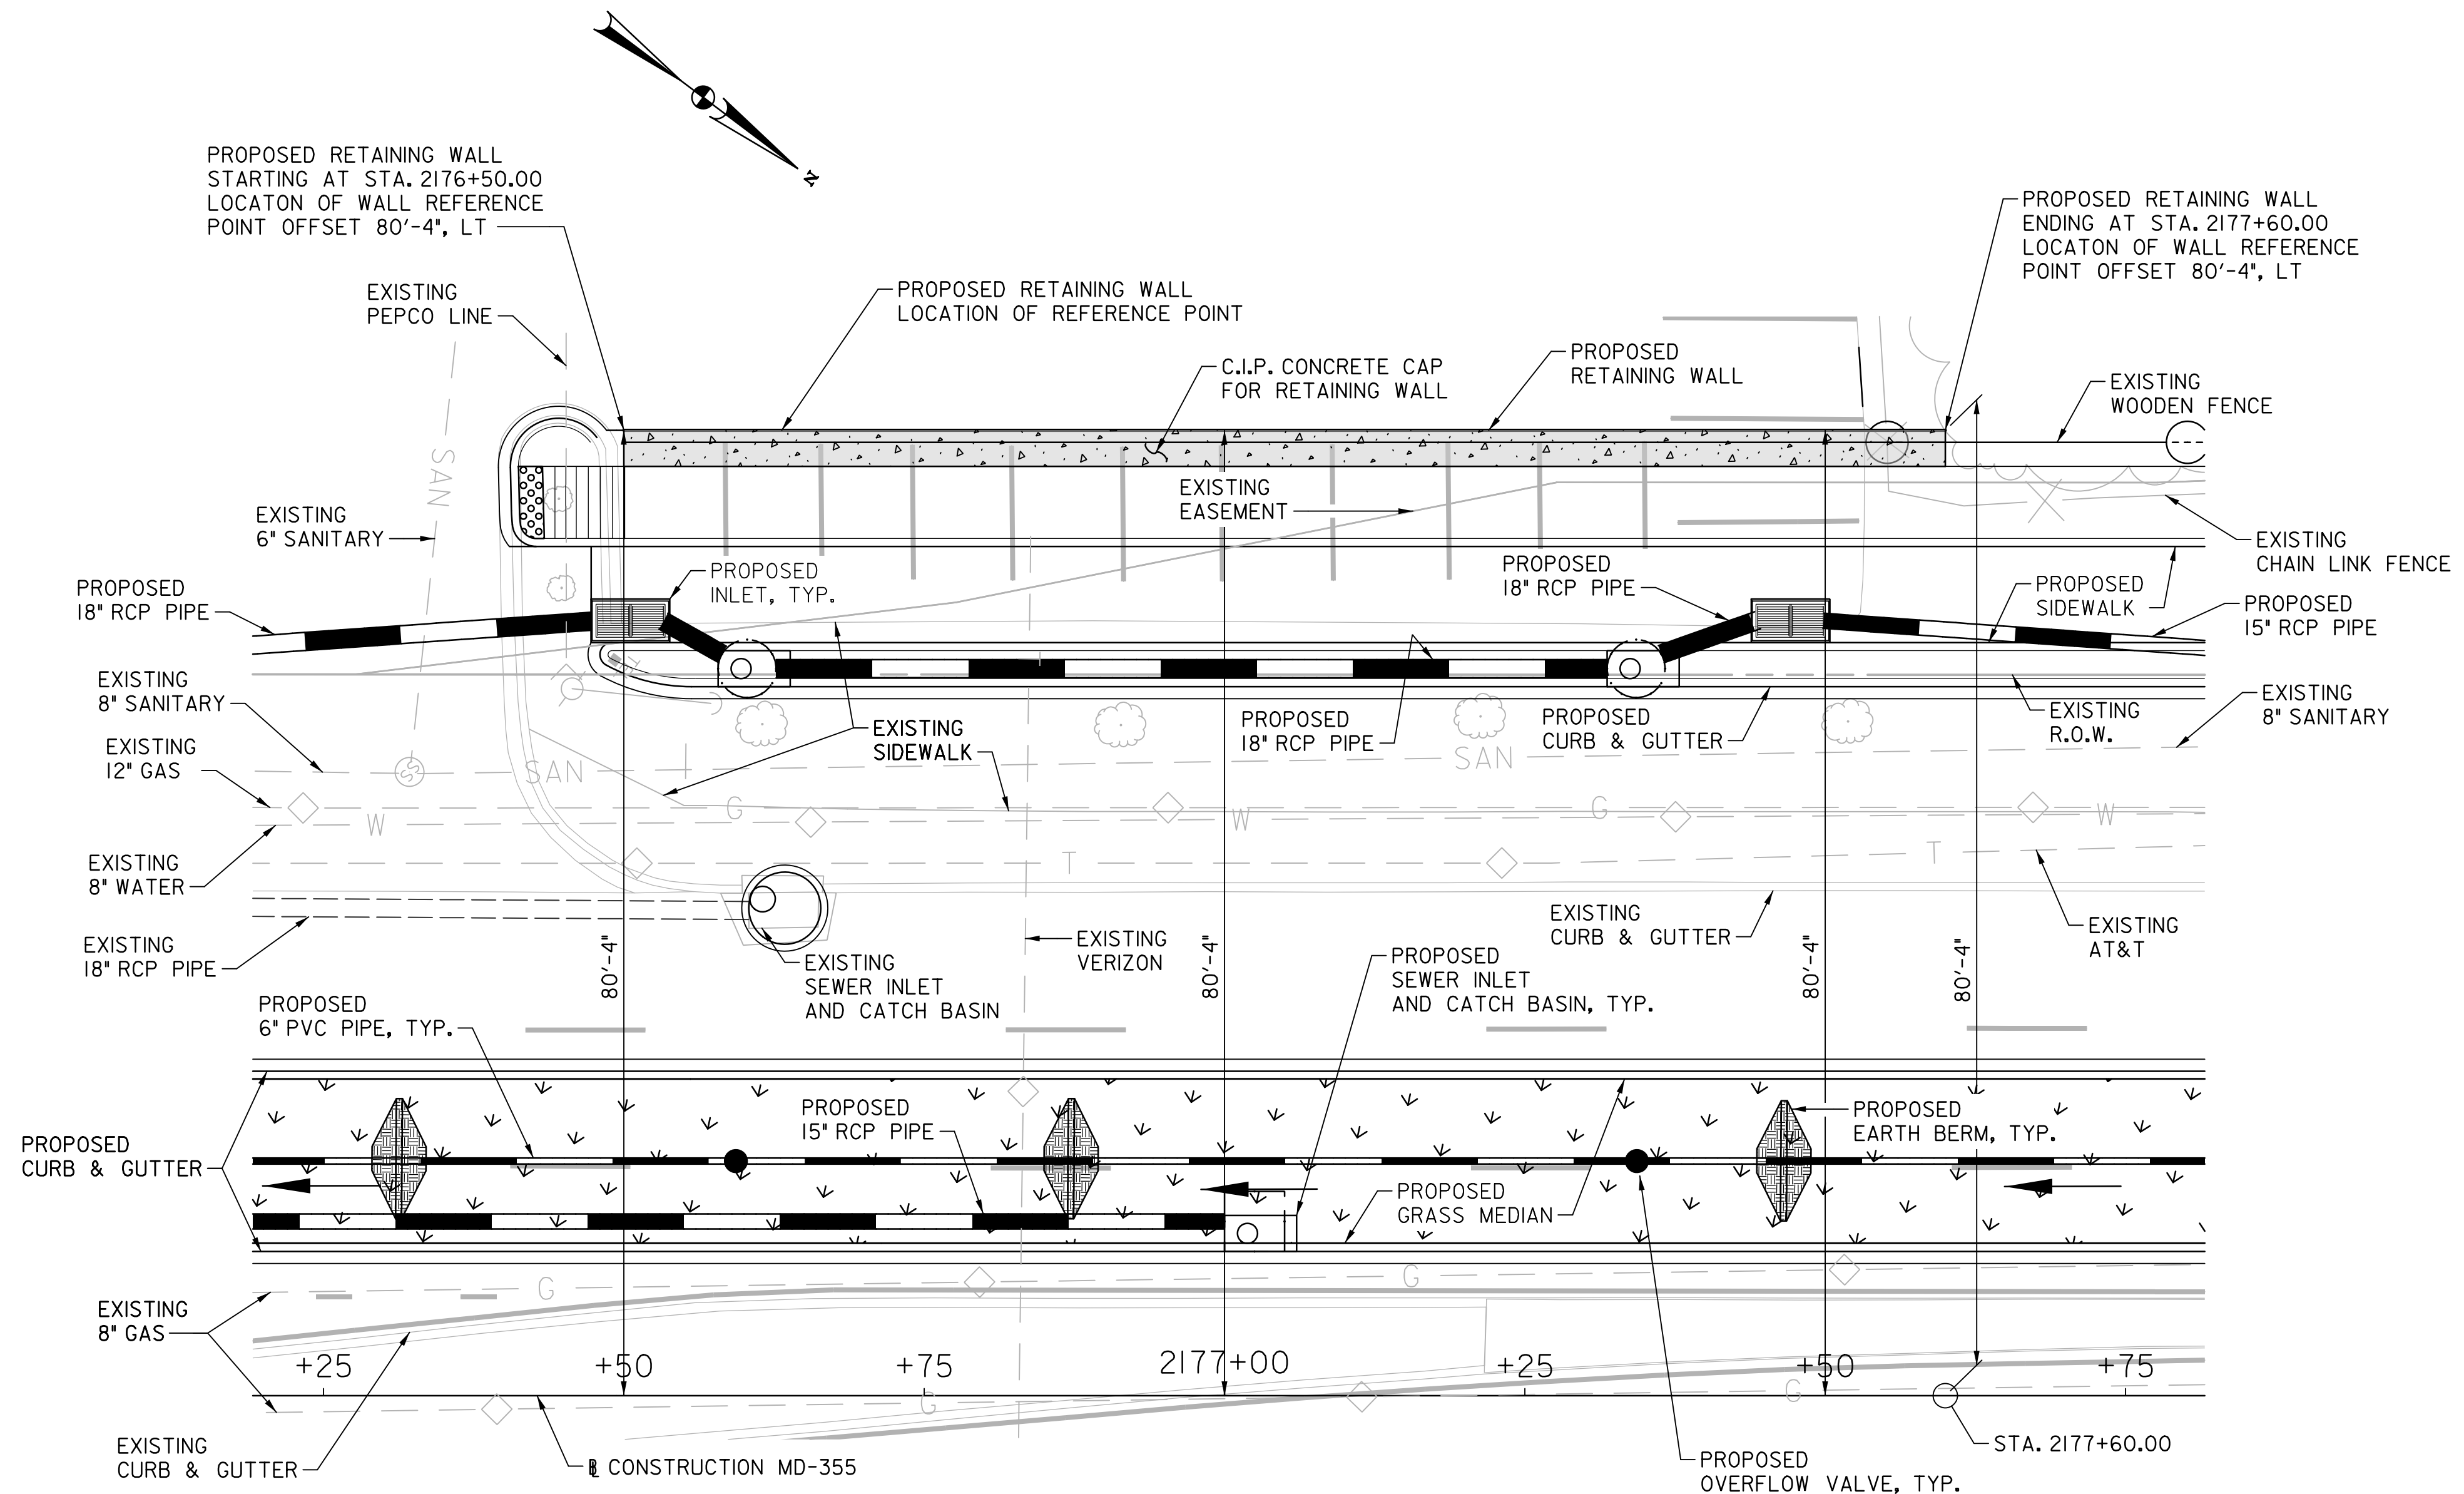 N
PROPOSED RETAINING WALL
STARTING AT STA. 2176+50.00
LOCATON OF WALL REFERENCE
POINT OFFSET 80'-4", LT
PROPOSED RETAINING WALL
ENDING AT STA. 2177+60.00
LOCATON OF WALL REFERENCE
POINT OFFSET 80'-4", LT
EXISTING
PEPCO LINE
PROPOSED RETAINING WALL
LOCATION OF REFERENCE POINT
C.I.P. CONCRETE CAP
FOR RETAINING WALL
PROPOSED
RETAINING WALL
EXISTING
WOODEN FENCE
SAN
EXISTING
6" SANITARY
EXISTING
EASEMENT
EXISTING
CHAIN LINK FENCE
PROPOSED
18" RCP PIPE
PROPOSED
INLET, TYP.
PROPOSED
18" RCP PIPE
PROPOSED
SIDEWALK
PROPOSED
15" RCP PIPE
EXISTING
8" SANITARY
EXISTING
SIDEWALK
PROPOSED
18" RCP PIPE
PROPOSED
CURB & GUTTER
EXISTING
R.O.W.
EXISTING
8" SANITARY
EXISTING
12" GAS
SS
SAN
SAN
G
G
W
W
W
T
T
EXISTING
8" WATER
EXISTING
18" RCP PIPE
EXISTING
SEWER INLET
AND CATCH BASIN
EXISTING
VERIZON
EXISTING
CURB & GUTTER
EXISTING
AT&T
80'-4"
80'-4"
80'-4"
80'-4"
PROPOSED
SEWER INLET
AND CATCH BASIN, TYP.
PROPOSED
6" PVC PIPE, TYP.
PROPOSED
CURB & GUTTER
PROPOSED
15" RCP PIPE
PROPOSED
EARTH BERM, TYP.
PROPOSED
GRASS MEDIAN
G
G
EXISTING
8" GAS
+25
+50
+75
2177+00
+25
+50
+75
G
G
EXISTING
CURB & GUTTER
BL CONSTRUCTION MD-355
STA. 2177+60.00
PROPOSED
OVERFLOW VALVE, TYP.